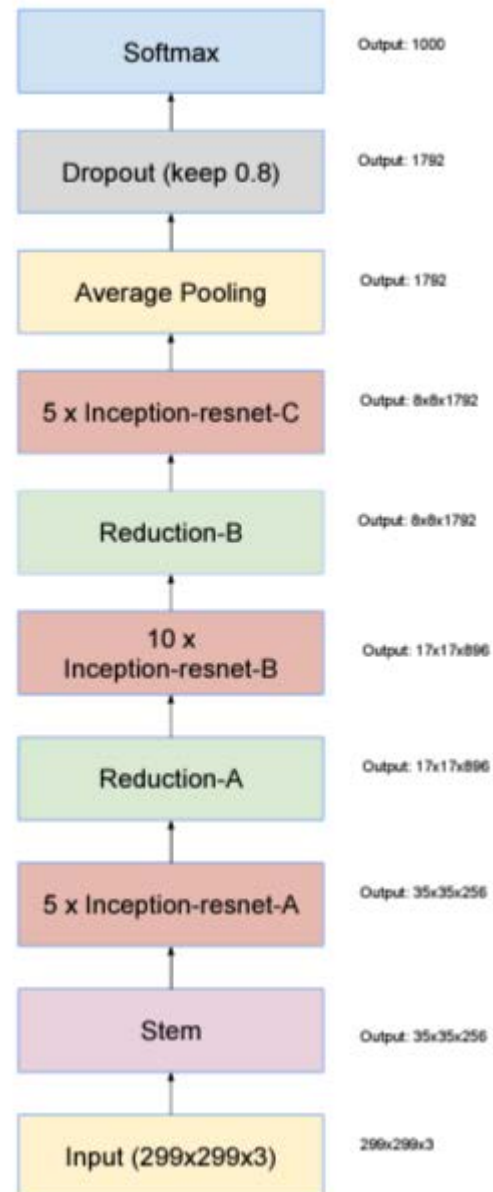 Softmax
Output: 1000
Dropout (keep 0.8)
Output: 1792
Average Pooling
Output: 1792
5 x Inception-resnet-C
Output: 8x8x1792
Reduction-B
Output: 8x8x1792
10 x
Inception-resnet-B
Output: 17x17x896
Reduction-A
Output: 17x17x896
5 x Inception-resnet-A
Output: 35x35x256
Stem
Output: 35x35x256
Input (299x299x3)
299x299x3